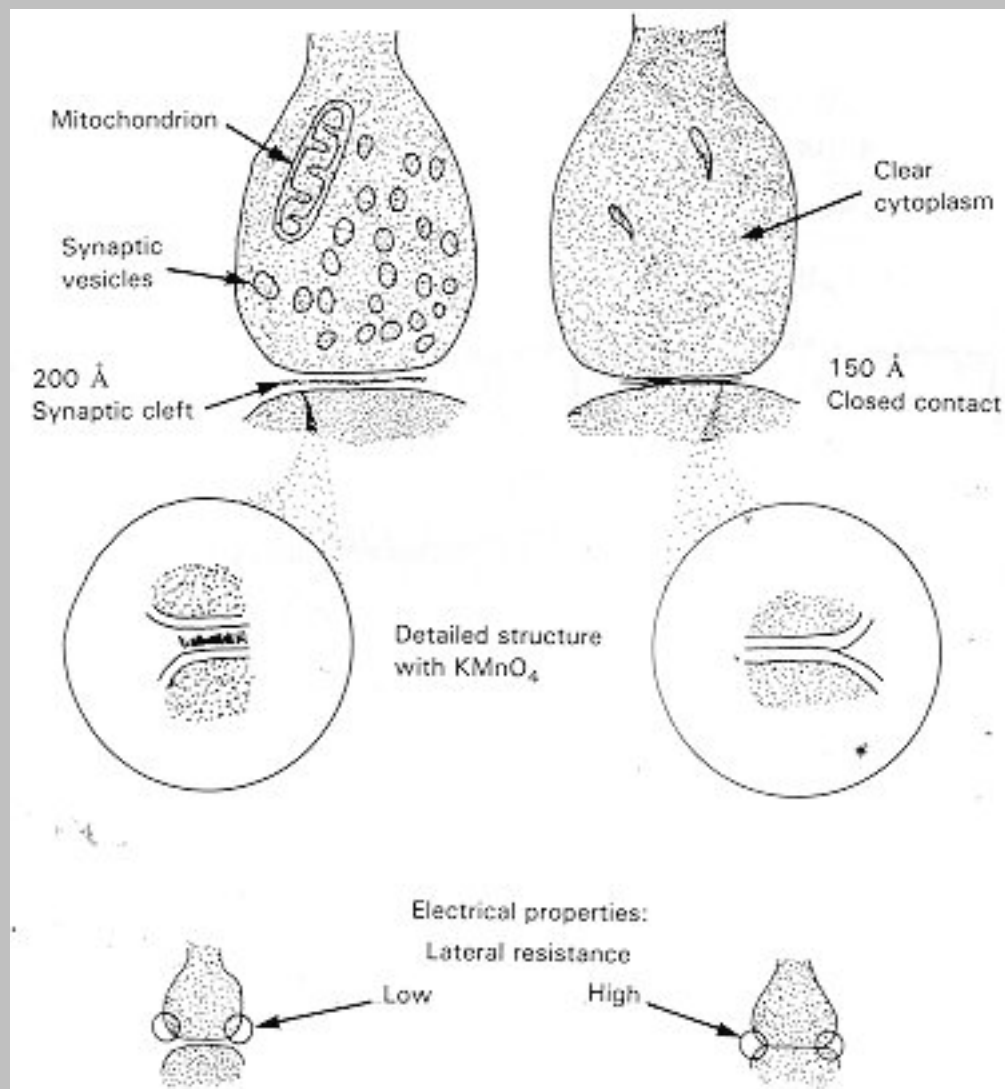 Mitochondrion
Clear
cytoplasm
Synaptic
vesicles
200 Å
Synaptic cleft
150 Å
Closed contact
Detailed structure
with KMnO₄
Electrical properties:
Lateral resistance
Low
High